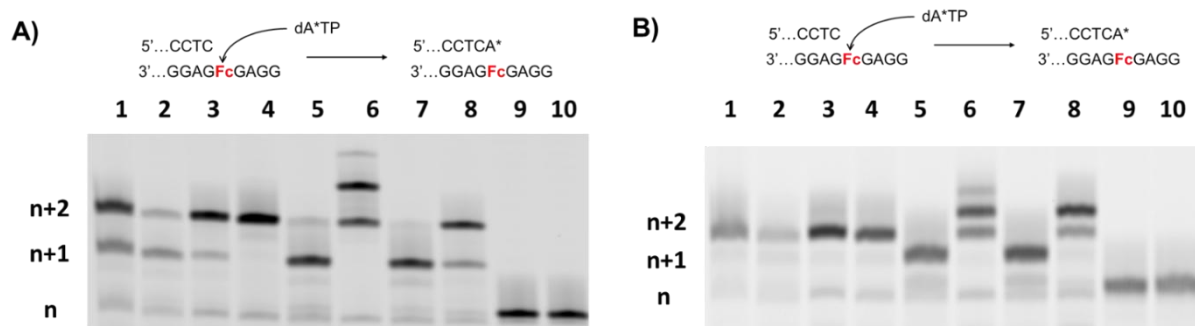 A)
dA*TP
5’…CCTC
5’…CCTCA*
3’…GGAGFcGAGG
3’…GGAGFcGAGG
1 2 3 4 5 6 7 8 9 10
n+2
n+1
n
B)
dA*TP
5’…CCTC
5’…CCTCA*
3’…GGAGFcGAGG
3’…GGAGFcGAGG
1 2 3 4 5 6 7 8 9 10
n+2
n+1
n